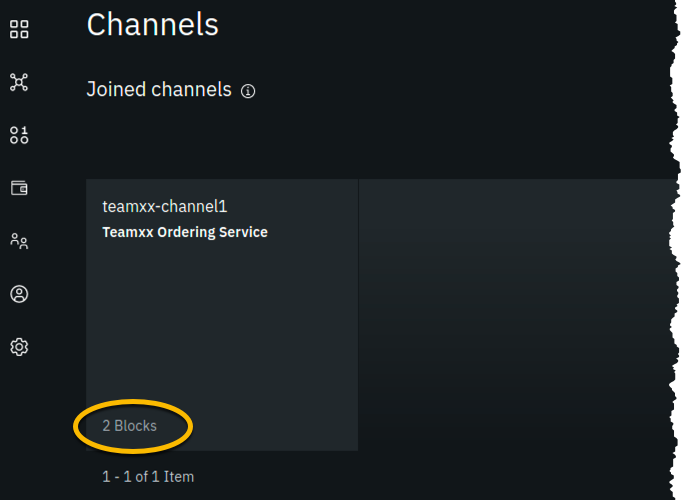 Channels
Joined channels
teamxx-channel1
Teamxx Ordering Service
2 Blocks
1 - 1 of 1 Item